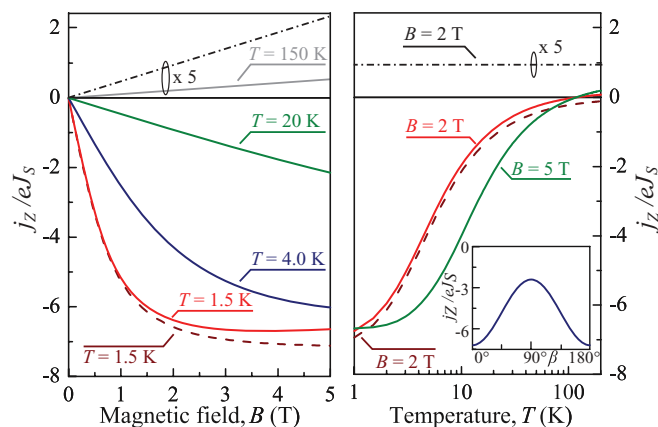 2
0
-2
-4
-6
-8
j_Z/eJ_S
x 5
T = 150 K
T = 20 K
T = 4.0 K
T = 1.5 K
T = 1.5 K
0 1 2 3 4 5
Magnetic field, B (T)
B = 2 T
x 5
B = 2 T
B = 5 T
B = 2 T
0
-3
-6
jz/eJS
0° 90° β 180°
2
0
-2
-4
-6
-8
j_Z/eJ_S
1 10 100
Temperature, T (K)